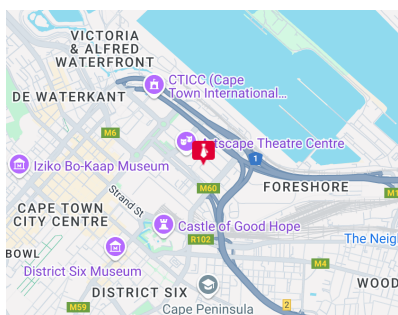 VICTORIA
& ALFRED
WATERFRONT
CTICC (Cape
Town International...
DE WATERKANT
M6
Artscape Theatre Centre
1
Iziko Bo-Kaap Museum
M60
FORESHORE
M1
Strand St
CAPE TOWN
CITY CENTRE
Castle of Good Hope
R102
The Neig
BOWL
District Six Museum
M4
WOOD
DISTRICT SIX
Cape Peninsula
2
M59